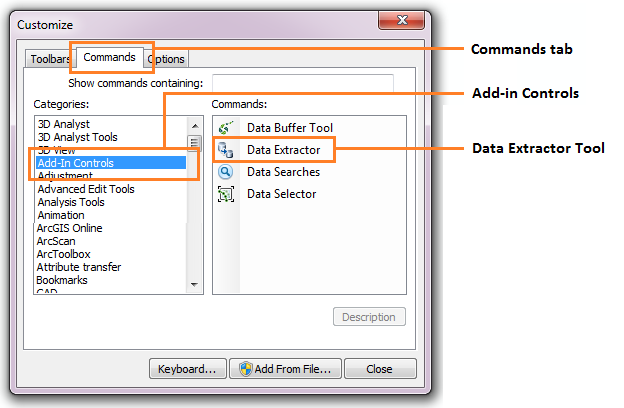 Customize
Toolbars
Commands
Options
Commands tab
Show commands containing:
Categories:
Commands:
Add-in Controls
3D Analyst
3D Analyst Tools
3D View
Add-In Controls
Adjustment
Advanced Edit Tools
Analysis Tools
Animation
ArcGIS Online
ArcScan
ArcToolbox
Attribute transfer
Bookmarks
CAD
Data Buffer Tool
Data Extractor
Data Searches
Data Selector
Data Extractor Tool
Description
Keyboard...
Add From File...
Close